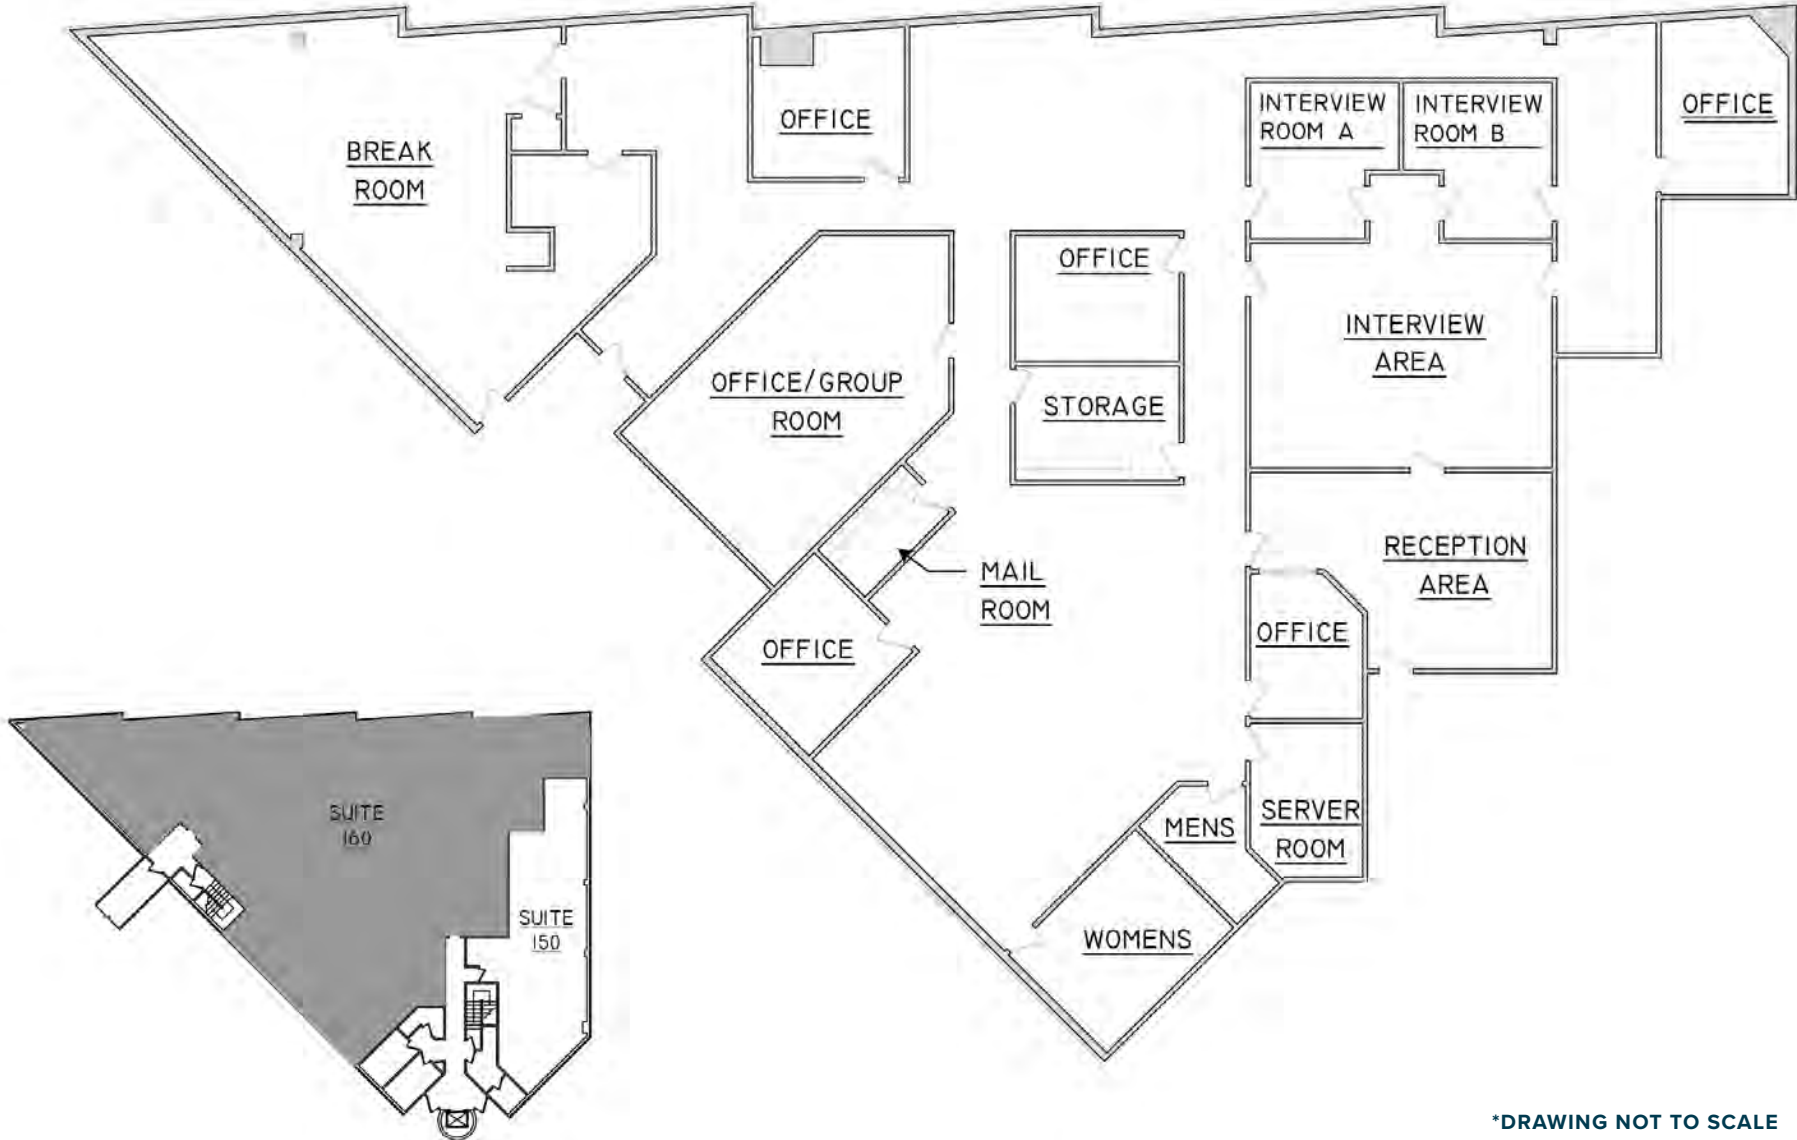 OFFICE
INTERVIEW
ROOM A
INTERVIEW
ROOM B
OFFICE
BREAK
ROOM
OFFICE
INTERVIEW
AREA
OFFICE/GROUP
ROOM
STORAGE
RECEPTION
AREA
MAIL
ROOM
OFFICE
OFFICE
SERVER
ROOM
MENS
WOMENS
SUITE
160
SUITE
150
*DRAWING NOT TO SCALE